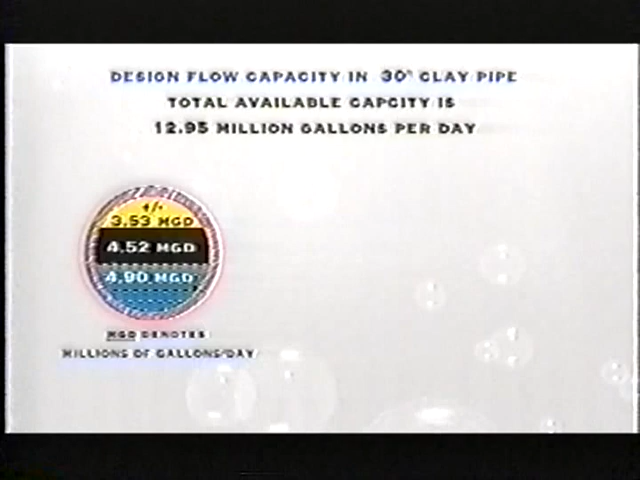 DESIGN FLOW CAPACITY IN 30" CLAY PIPE
TOTAL AVAILABLE CAPCITY IS
12.95 MILLION GALLONS PER DAY
+/-
3.53 MGD
4.52 MGD
4.90 MGD
MGD DENOTES
MILLIONS OF GALLONS/DAY